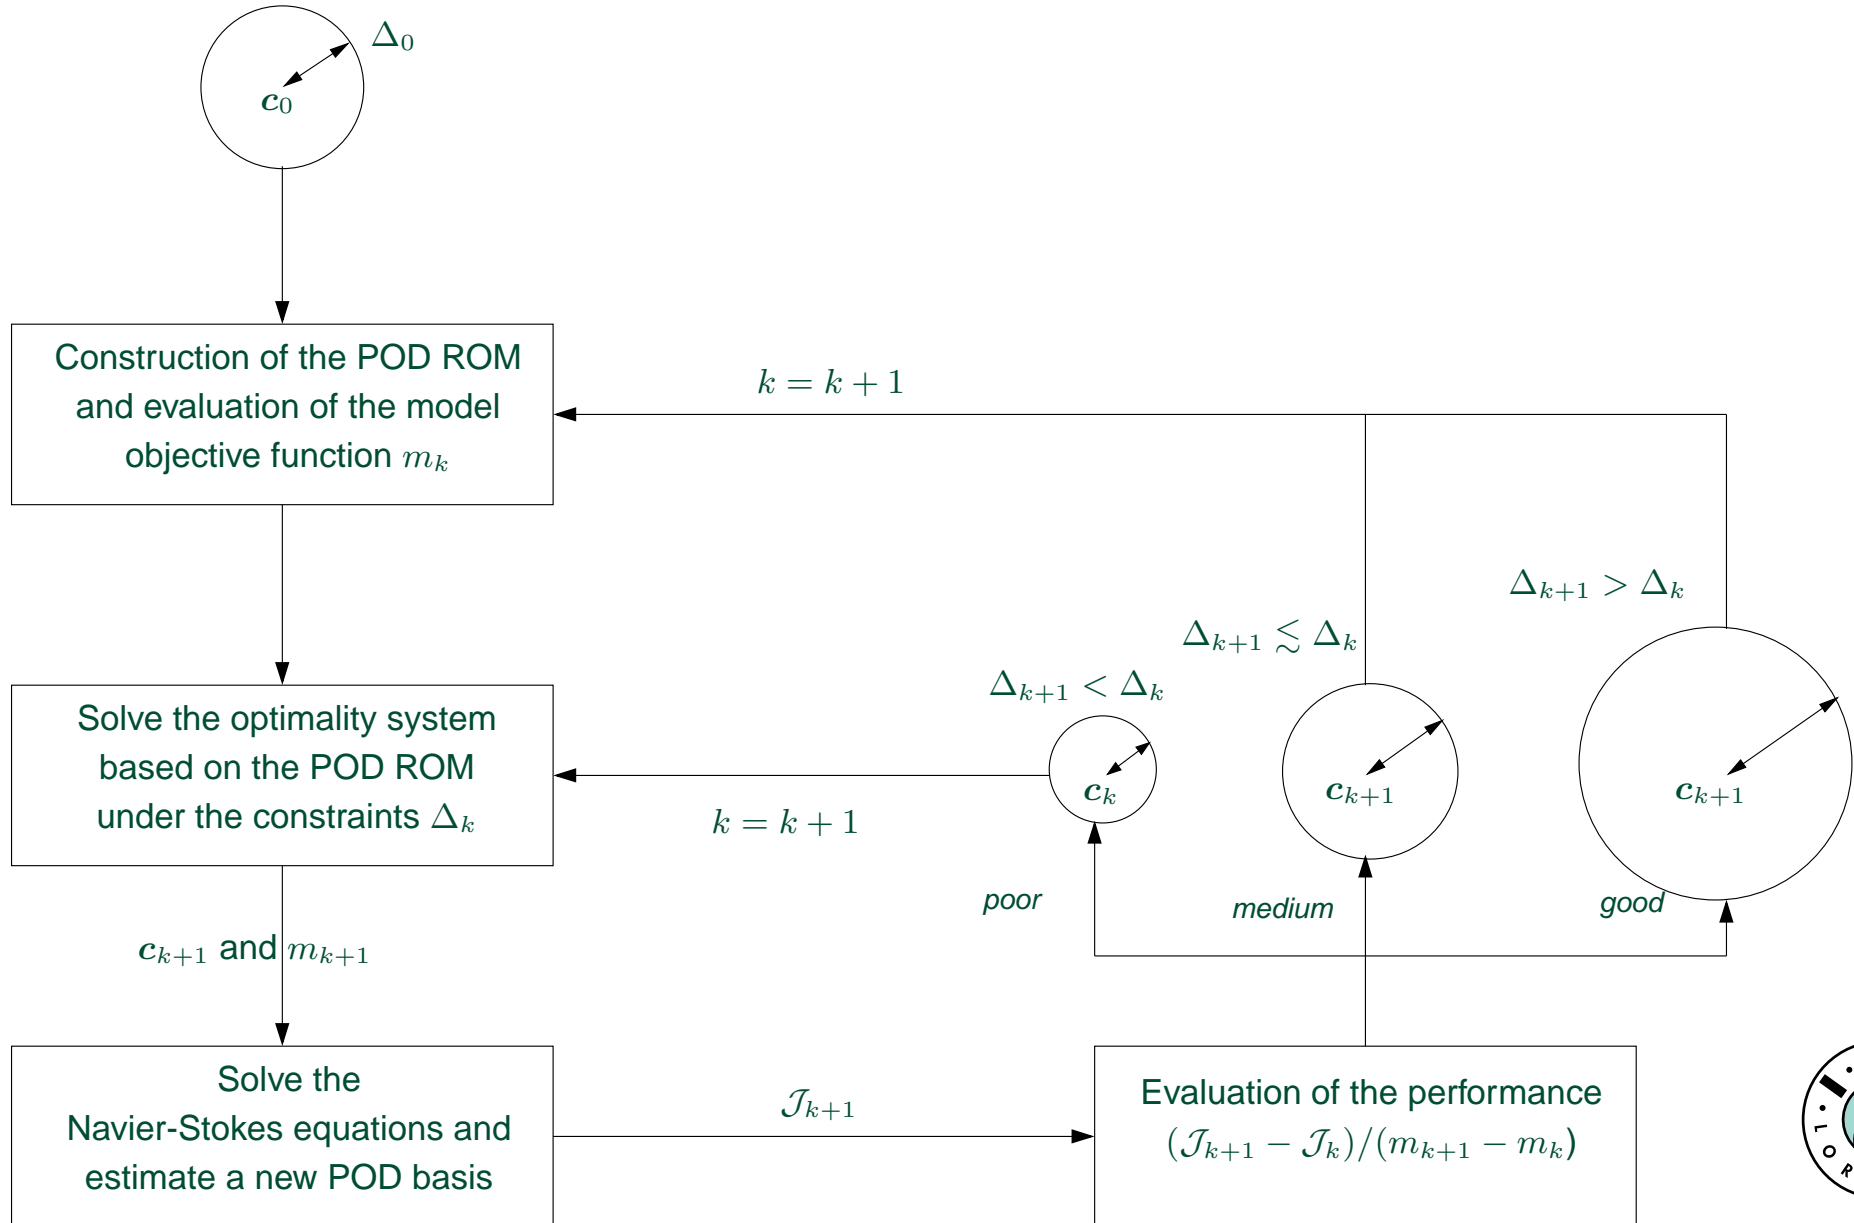 Δ₀
c₀
Construction of the POD ROM
and evaluation of the model
objective function mₖ
k = k + 1
Δₖ₊₁ > Δₖ
Δₖ₊₁ ≲ Δₖ
Δₖ₊₁ < Δₖ
Solve the optimality system
based on the POD ROM
under the constraints Δₖ
cₖ
cₖ₊₁
cₖ₊₁
k = k + 1
poor
medium
good
cₖ₊₁ and mₖ₊₁
Solve the
Navier-Stokes equations and
estimate a new POD basis
𝒥ₖ₊₁
Evaluation of the performance
(𝒥ₖ₊₁ − 𝒥ₖ)/(mₖ₊₁ − mₖ)